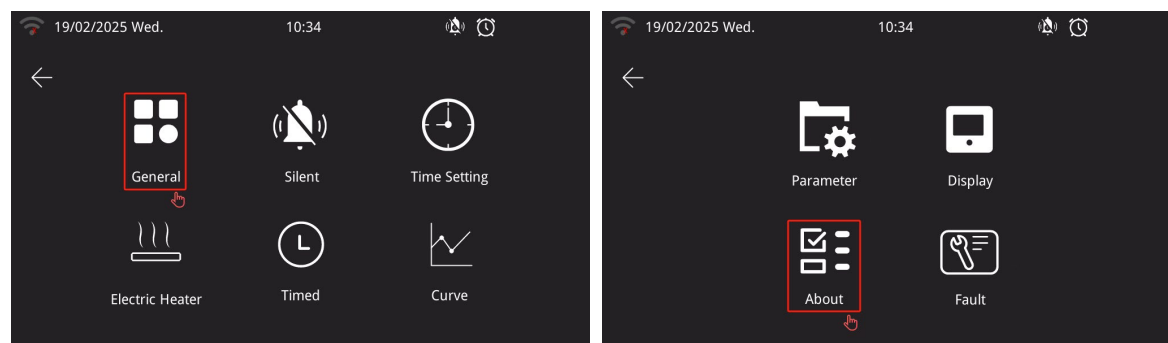 19/02/2025 Wed. 10:34
General Silent Time Setting
Electric Heater Timed Curve
19/02/2025 Wed. 10:34
Parameter Display
About Fault